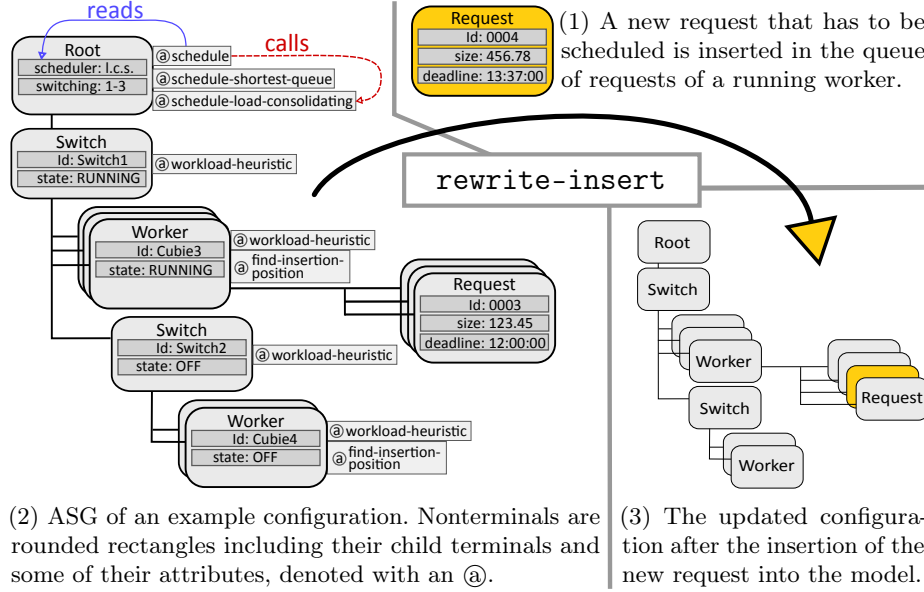 reads
Root
scheduler: l.c.s.
switching: 1-3
@schedule
calls
@schedule-shortest-queue
@schedule-load-consolidating
Switch
Id: Switch1
state: RUNNING
@workload-heuristic
Worker
Id: Cubie3
state: RUNNING
@workload-heuristic
@find-insertion-
position
Request
Id: 0003
size: 123.45
deadline: 12:00:00
Switch
Id: Switch2
state: OFF
@workload-heuristic
Worker
Id: Cubie4
state: OFF
@workload-heuristic
@find-insertion-
position
(2) ASG of an example configuration. Nonterminals are
rounded rectangles including their child terminals and
some of their attributes, denoted with an ⓐ.
Request
Id: 0004
size: 456.78
deadline: 13:37:00
(1) A new request that has to be
scheduled is inserted in the queue
of requests of a running worker.
rewrite-insert
Root
Switch
Worker
Request
Switch
Worker
(3) The updated configura-
tion after the insertion of the
new request into the model.